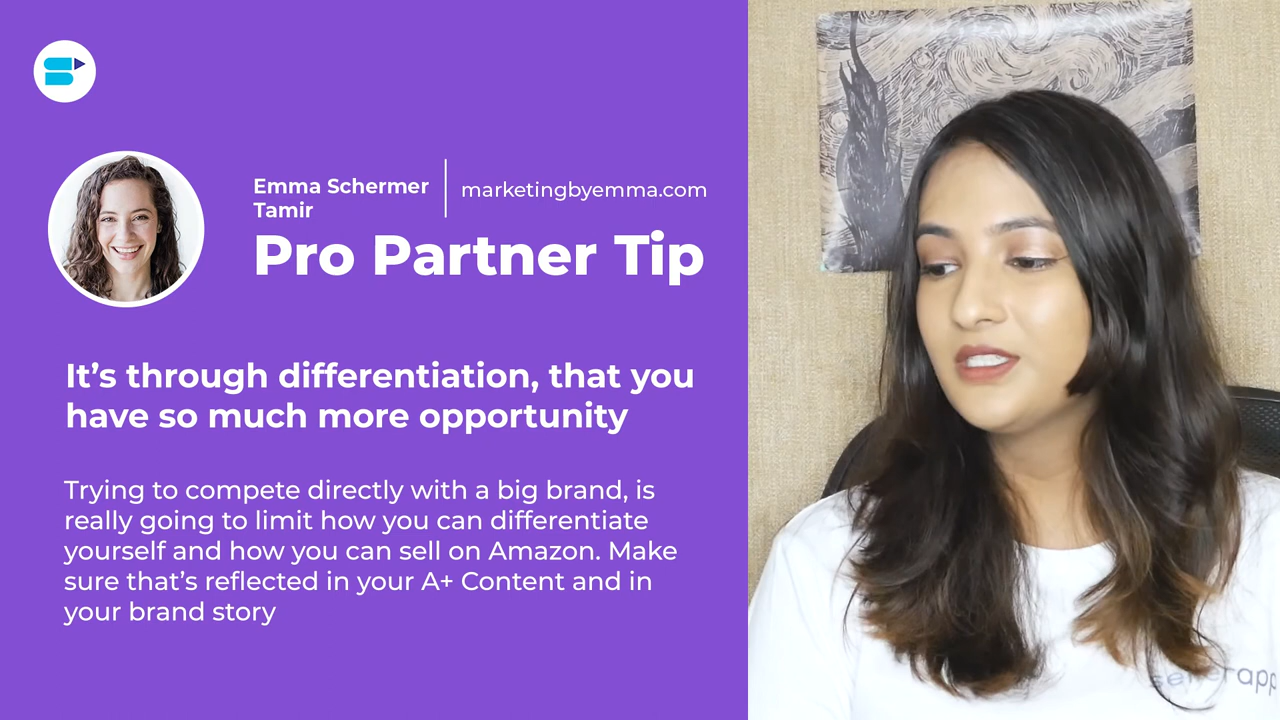 Emma Schermer
Tamir
marketingbyemma.com
Pro Partner Tip
It’s through differentiation, that you
have so much more opportunity
Trying to compete directly with a big brand, is
really going to limit how you can differentiate
yourself and how you can sell on Amazon. Make
sure that’s reflected in your A+ Content and in
your brand story
sellerapp